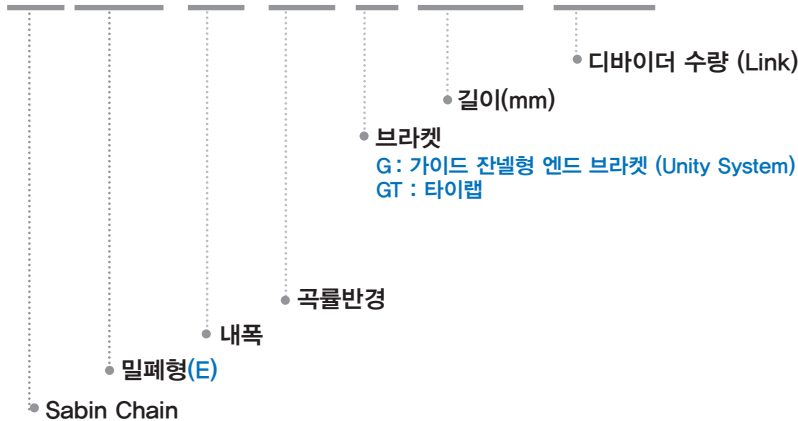 디바이더 수량 (Link)
길이(mm)
브라켓
G : 가이드 잔넬형 엔드 브라켓 (Unity System)
GT : 타이랩
곡률반경
내폭
밀폐형(E)
Sabin Chain